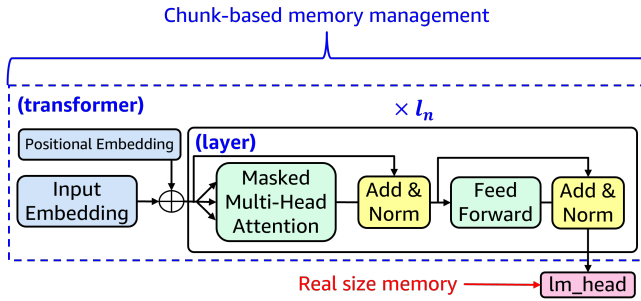 Chunk-based memory management
(transformer)
× lₙ
Positional Embedding
(layer)
Input
Embedding
Masked
Multi-Head
Attention
Add &
Norm
Feed
Forward
Add &
Norm
Real size memory
lm_head